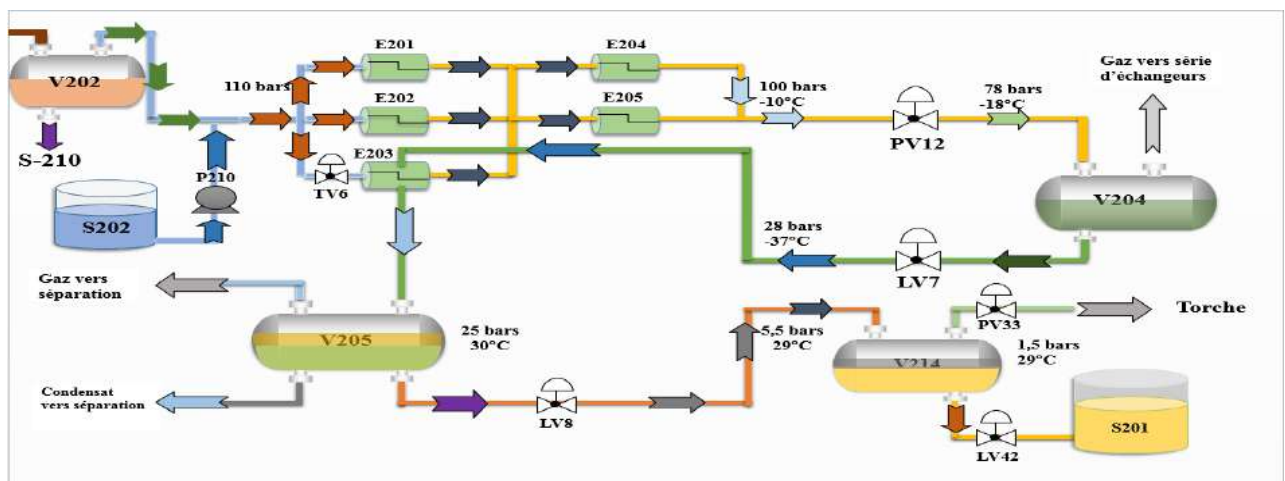 V202
S-210
P210
S202
110 bars
E201
E202
E203
TV6
E204
E205
100 bars
-10°C
PV12
78 bars
-18°C
Gaz vers série
d'échangeurs
V204
28 bars
-37°C
LV7
Gaz vers
séparation
V205
25 bars
30°C
Condensat
vers séparation
LV8
5,5 bars
29°C
V214
PV33
Torche
1,5 bars
29°C
LV42
S201